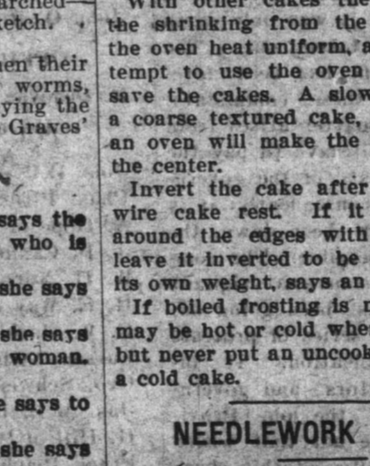 arched—
ketch.
hen their
worms,
ying the
Graves'
says the
who is
she says
she says
woman.
e says to
she says
With other cakes the
the shrinking from the
the oven heat uniform, a
tempt to use the oven
save the cakes. A slow
a coarse textured cake,
an oven will make the
the center.
Invert the cake after
wire cake rest. If it
around the edges with
leave it inverted to be
its own weight, says an
If boiled frosting is
may be hot or cold whe
but never put an uncook
a cold cake.
NEEDLEWORK